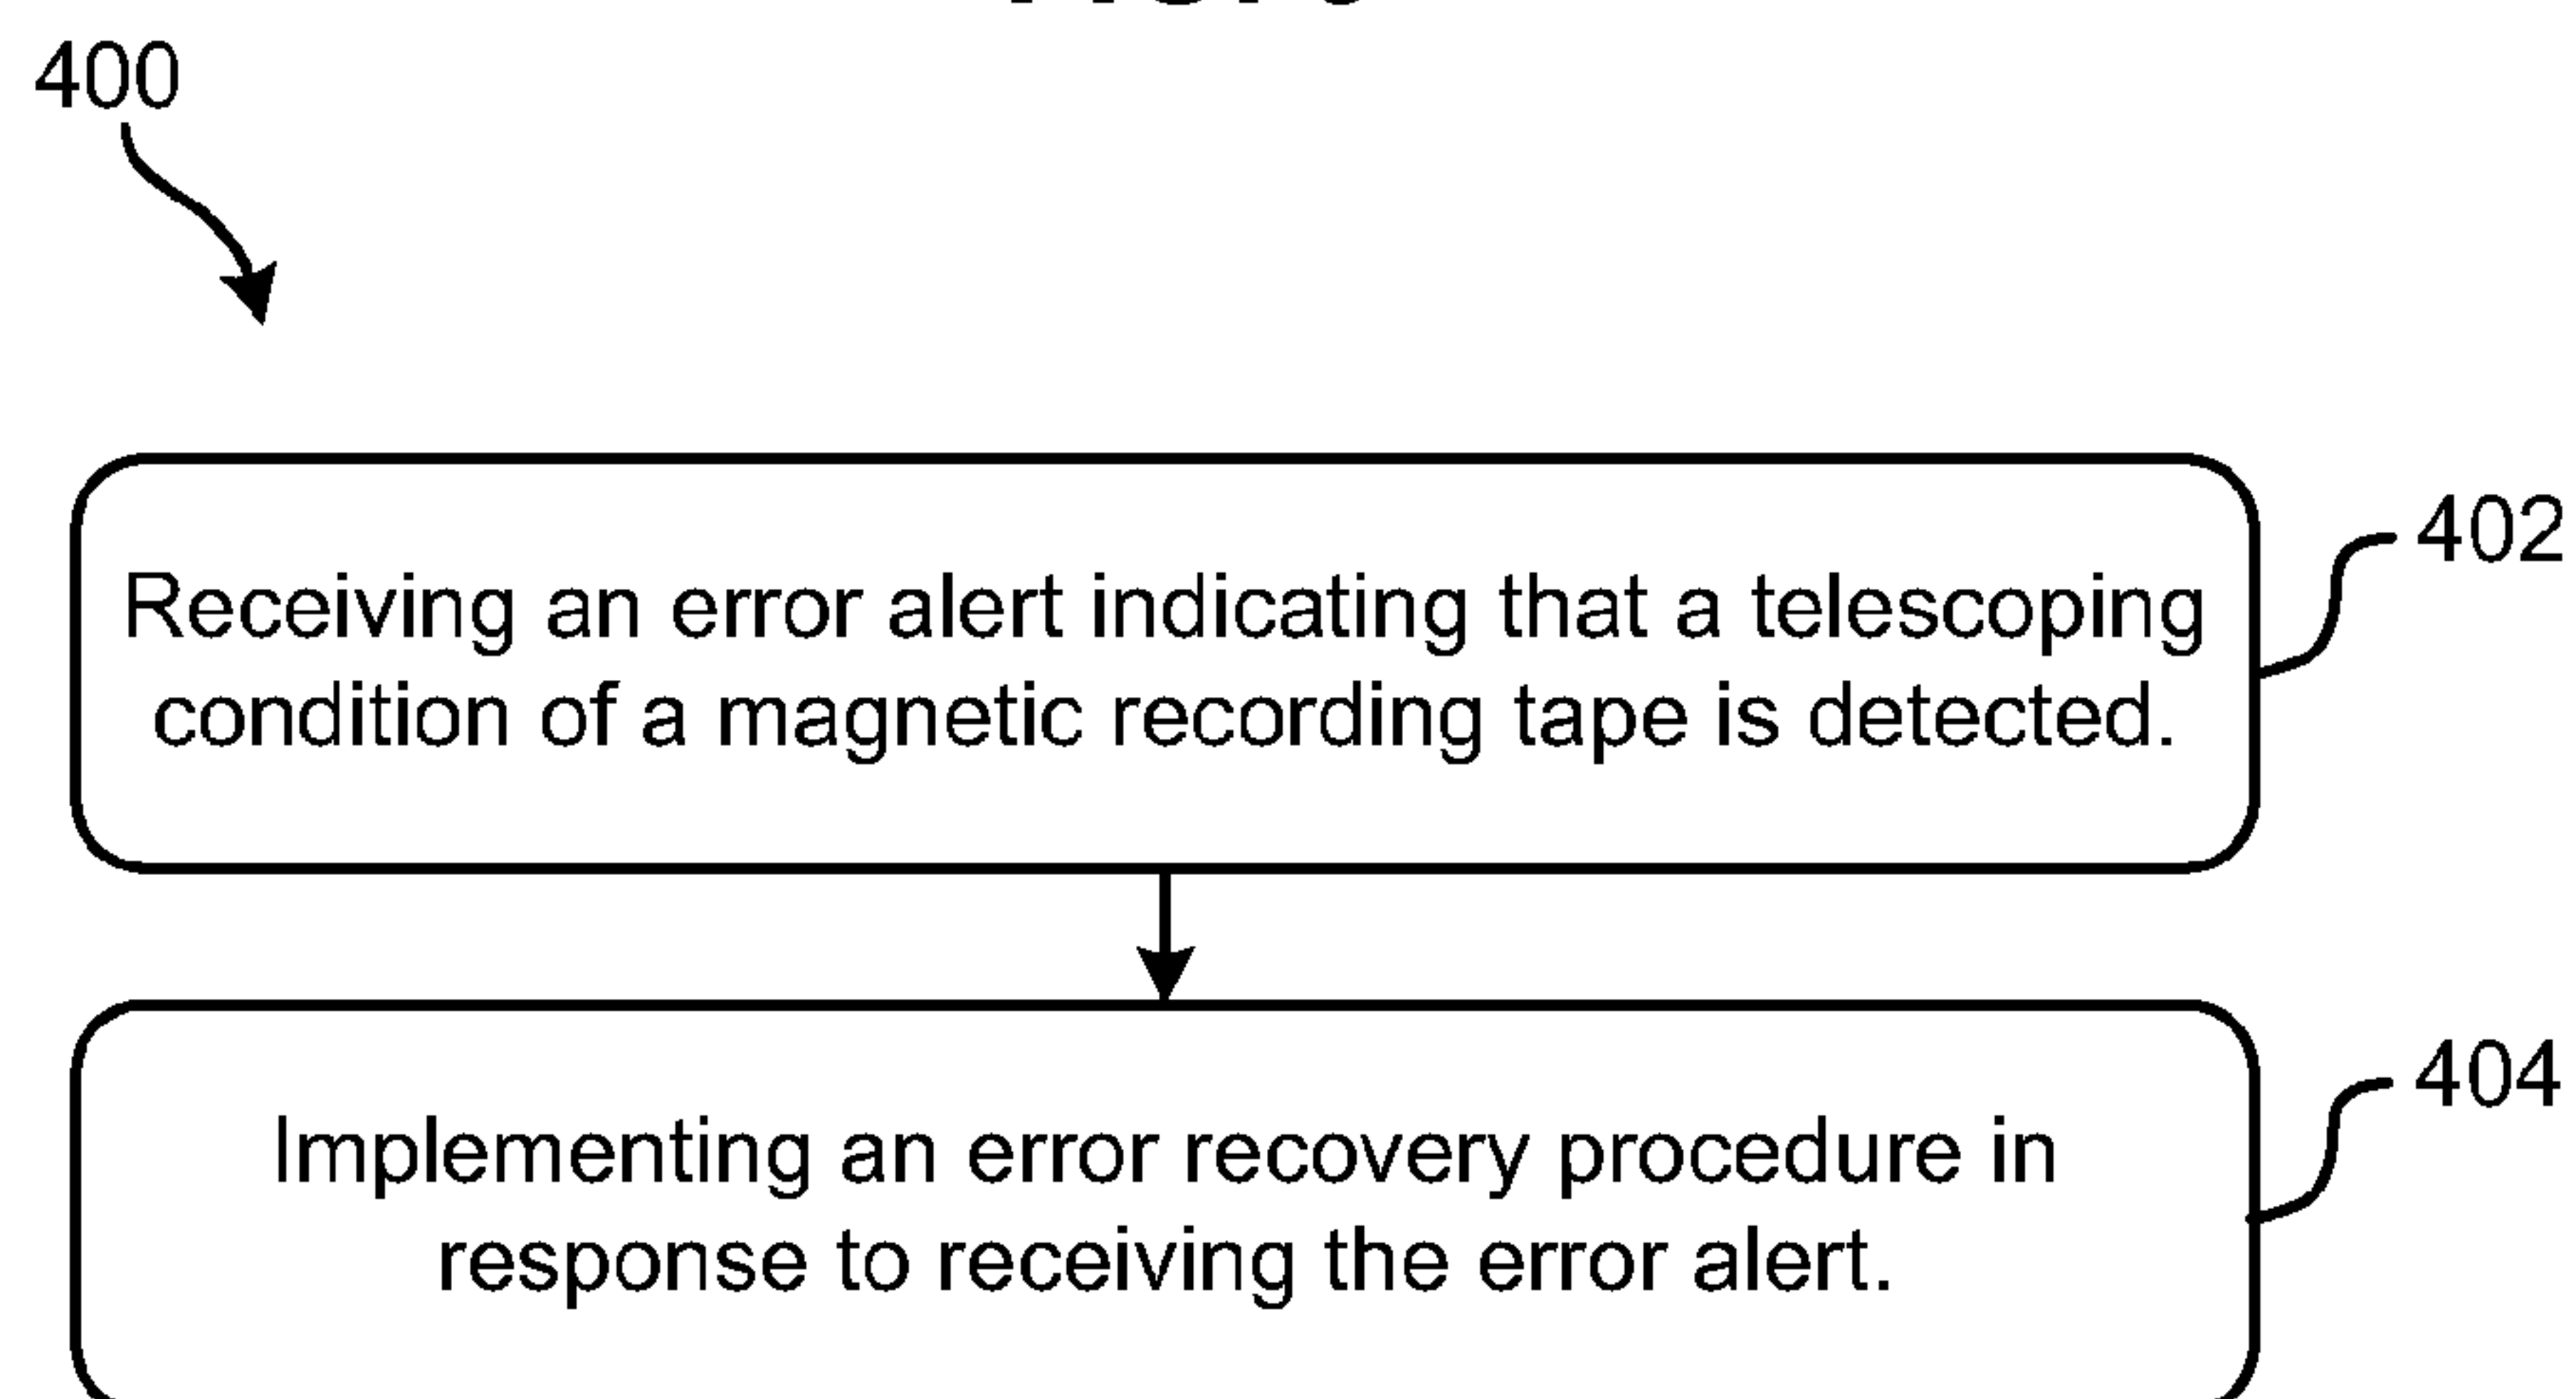 400
Receiving an error alert indicating that a telescoping
condition of a magnetic recording tape is detected.
402
Implementing an error recovery procedure in
response to receiving the error alert.
404